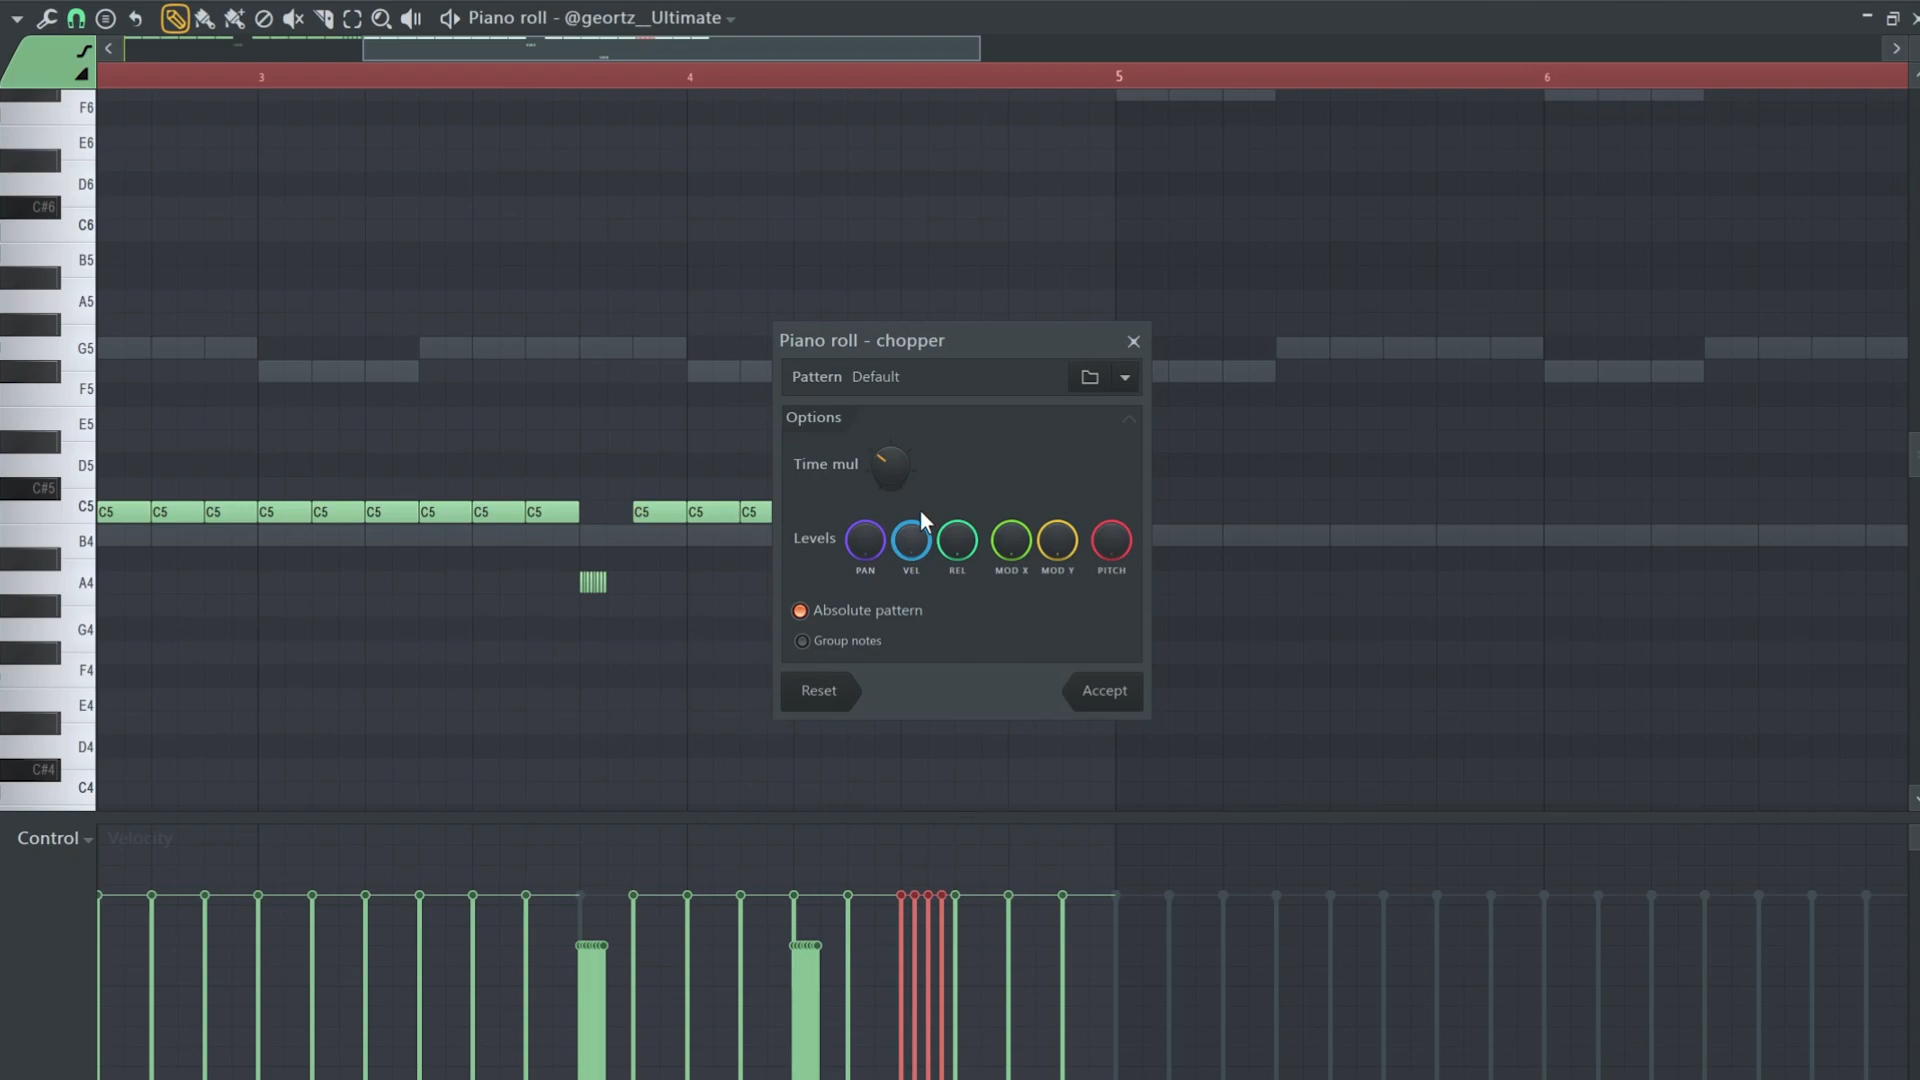 Piano roll - @geortz__Ultimate
3 4 5 6
F6
E6
D6
C#6
C6
B5
A5
G5
F5
E5
D5
C#5
C5
B4
A4
G4
F4
E4
D4
C#4
C4
C5 C5 C5 C5 C5 C5 C5 C5 C5 C5 C5 C5
Piano roll - chopper
Pattern Default
Options
Time mul
Levels
PAN VEL REL MOD X MOD Y PITCH
Absolute pattern
Group notes
Reset Accept
Control Velocity